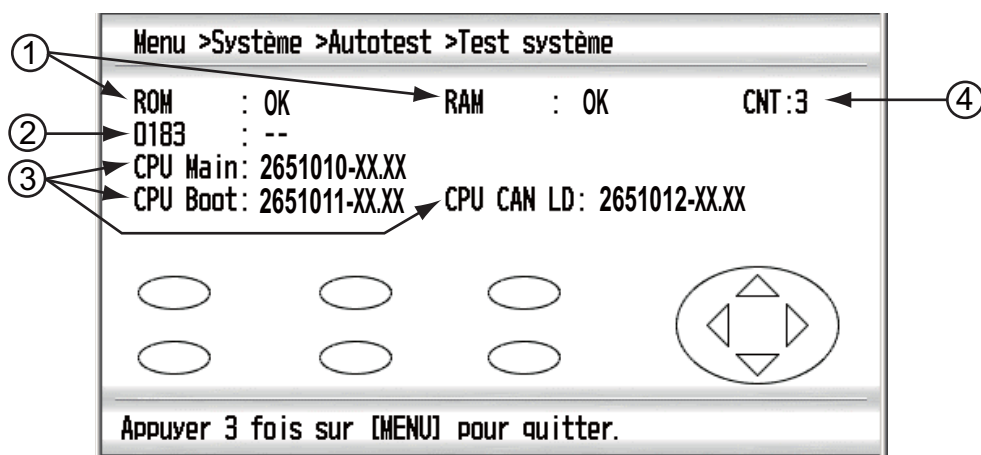 Menu >Système >Autotest >Test système
1
ROM : OK RAM : OK CNT:3
4
2
0183 : --
CPU Main: 2651010-XX.XX
3
CPU Boot: 2651011-XX.XX CPU CAN LD: 2651012-XX.XX
Appuyer 3 fois sur [MENU] pour quitter.